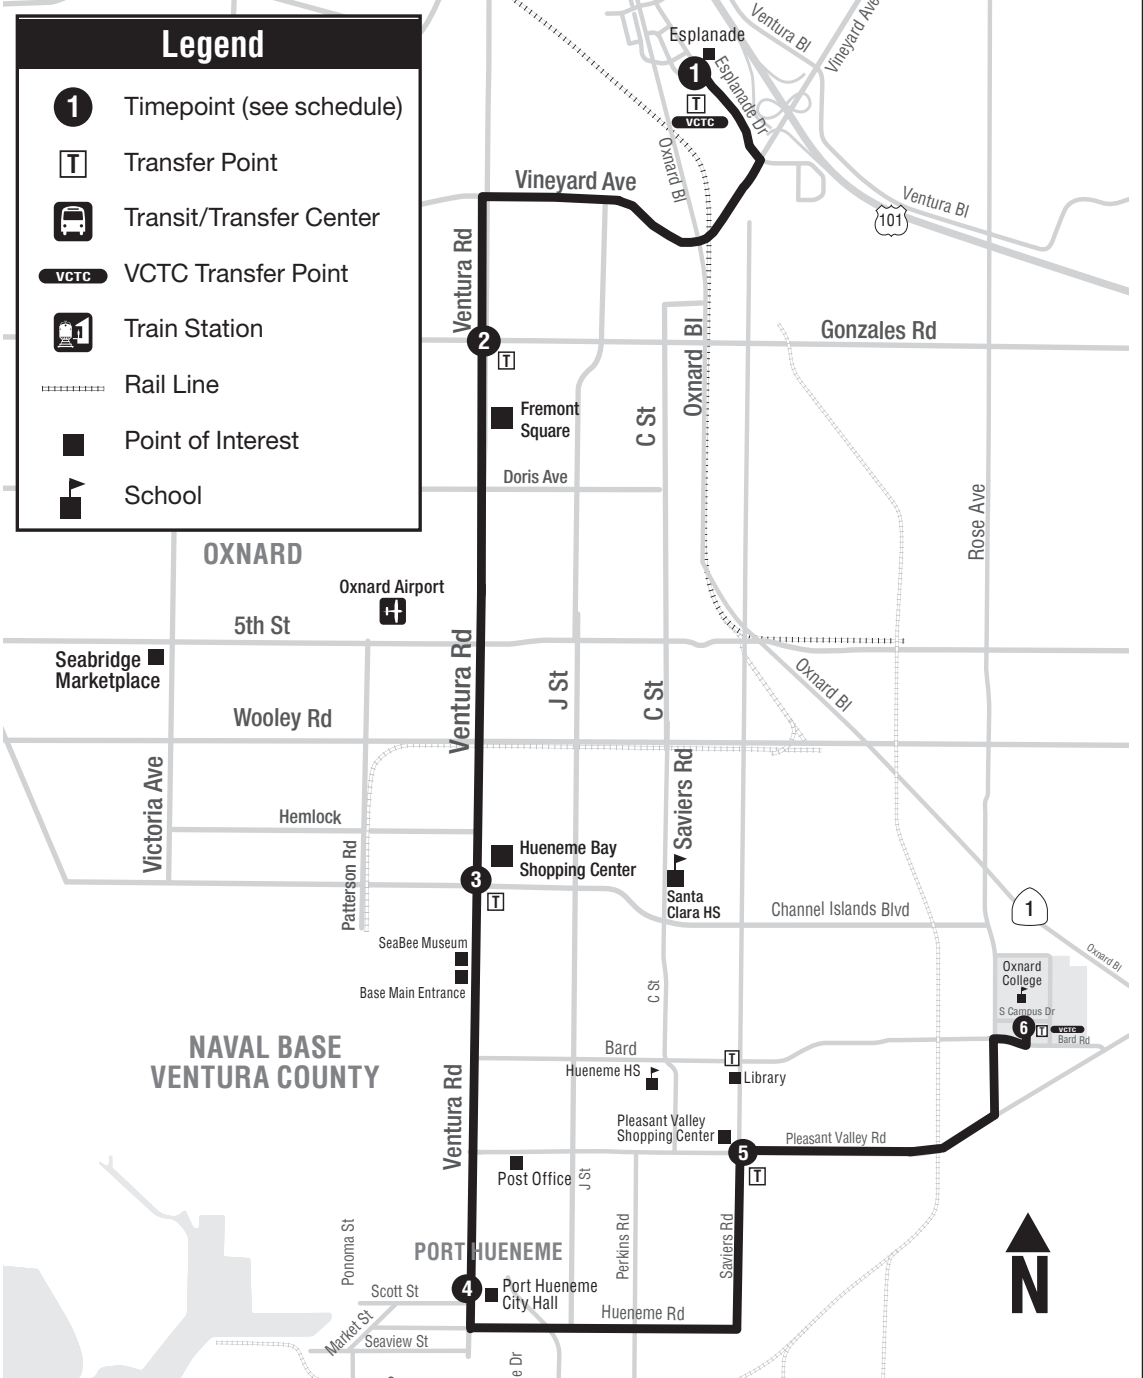 Legend
1 Timepoint (see schedule)
T Transfer Point
Transit/Transfer Center
VCTC VCTC Transfer Point
Train Station
Rail Line
Point of Interest
School
Ventura Bl
Vineyard Ave
Esplanade
1
Esplanade Dr
T
VCTC
Oxnard Bl
Vineyard Ave
Ventura Bl
101
Ventura Rd
2
T
Gonzales Rd
Oxnard Bl
C St
Fremont
Square
Doris Ave
Rose Ave
OXNARD
Oxnard Airport
5th St
Seabridge
Marketplace
Ventura Rd
J St
C St
Oxnard Bl
Wooley Rd
Victoria Ave
Saviers Rd
Hemlock
Patterson Rd
Hueneme Bay
Shopping Center
3
T
Santa
Clara HS
Channel Islands Blvd
1
SeaBee Museum
Base Main Entrance
C St
Oxnard Bl
Oxnard
College
S Campus Dr
6
T
VCTC
Bard Rd
NAVAL BASE
VENTURA COUNTY
Bard
T
Hueneme HS
Library
Ventura Rd
Pleasant Valley
Shopping Center
5
Pleasant Valley Rd
T
Post Office
J St
Ponoma St
PORT HUENEME
Perkins Rd
Saviers Rd
4
Port Hueneme
City Hall
Scott St
Hueneme Rd
Market St
Seaview St
e Dr
N